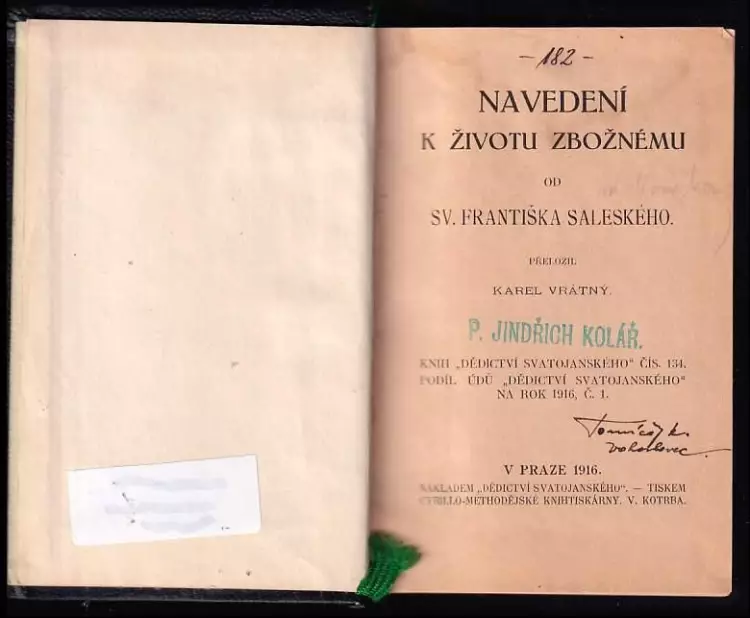 - 182 -
NAVEDENÍ
K ŽIVOTU ZBOŽNÉMU
OD
SV. FRANTIŠKA SALESKÉHO.
PŘELOŽIL
KAREL VRÁTNÝ.
P. JINDŘICH KOLÁŘ.
KNIH „DĚDICTVÍ SVATOJANSKÉHO“ ČÍS. 134.
PODÍL ÚDŮ „DĚDICTVÍ SVATOJANSKÉHO“
NA ROK 1916, Č. 1.
V PRAZE 1916.
NÁKLADEM „DĚDICTVÍ SVATOJANSKÉHO“. — TISKEM
CYRILLO-METHODĚJSKÉ KNIHTISKÁRNY. V. KOTRBA.